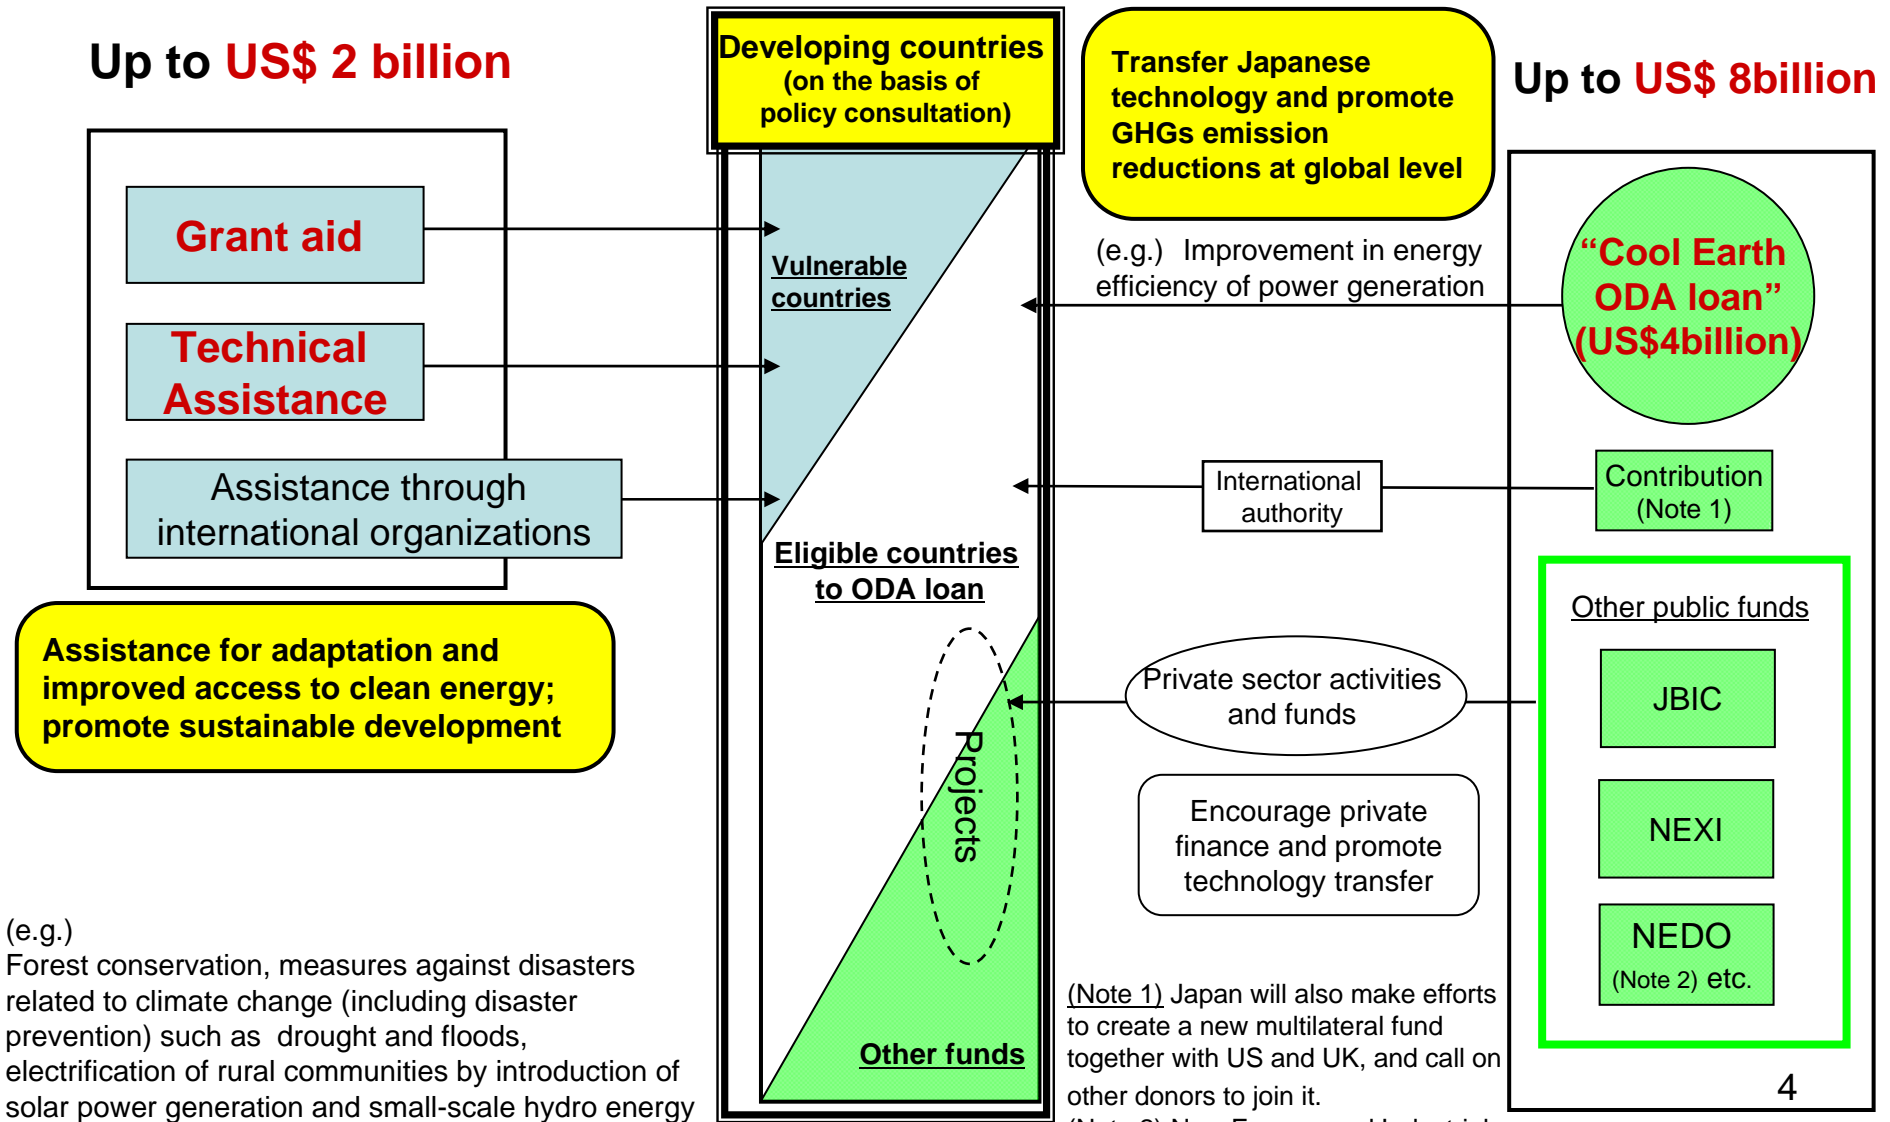 Up to US$ 2 billion
Grant aid
Technical
Assistance
Assistance through
international organizations
Assistance for adaptation and
improved access to clean energy;
promote sustainable development
(e.g.)
Forest conservation, measures against disasters
related to climate change (including disaster
prevention) such as drought and floods,
electrification of rural communities by introduction of
solar power generation and small-scale hydro energy
Developing countries
(on the basis of
policy consultation)
Vulnerable
countries
Eligible countries
to ODA loan
Projects
Other funds
Transfer Japanese
technology and promote
GHGs emission
reductions at global level
(e.g.) Improvement in energy
efficiency of power generation
International
authority
Private sector activities
and funds
Encourage private
finance and promote
technology transfer
(Note 1) Japan will also make efforts
to create a new multilateral fund
together with US and UK, and call on
other donors to join it.
Up to US$ 8billion
“Cool Earth
ODA loan”
(US$4billion)
Contribution
(Note 1)
Other public funds
JBIC
NEXI
NEDO
(Note 2) etc.
4